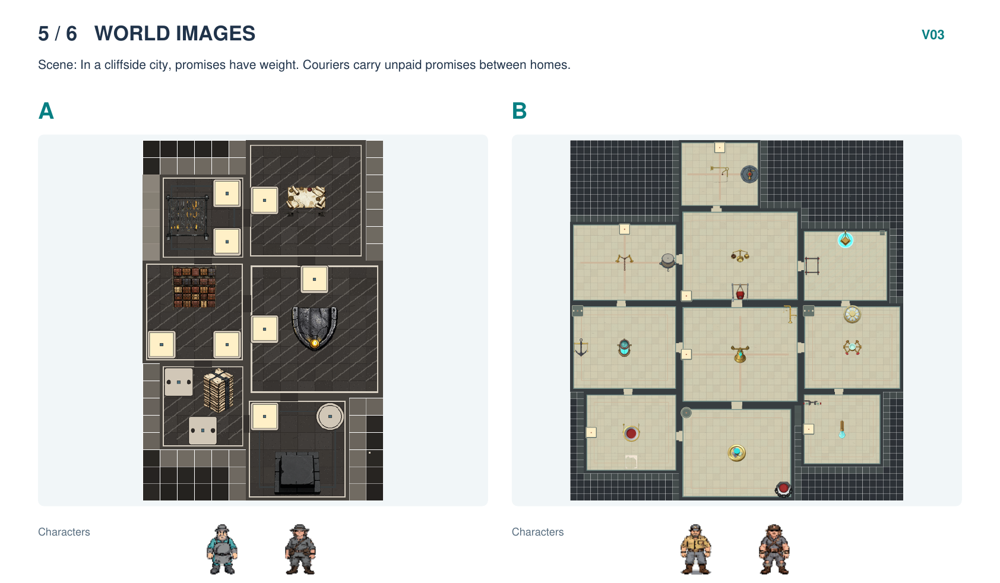 5 / 6 WORLD IMAGES
V03
Scene: In a cliffside city, promises have weight. Couriers carry unpaid promises between homes.
A
B
Characters
Characters